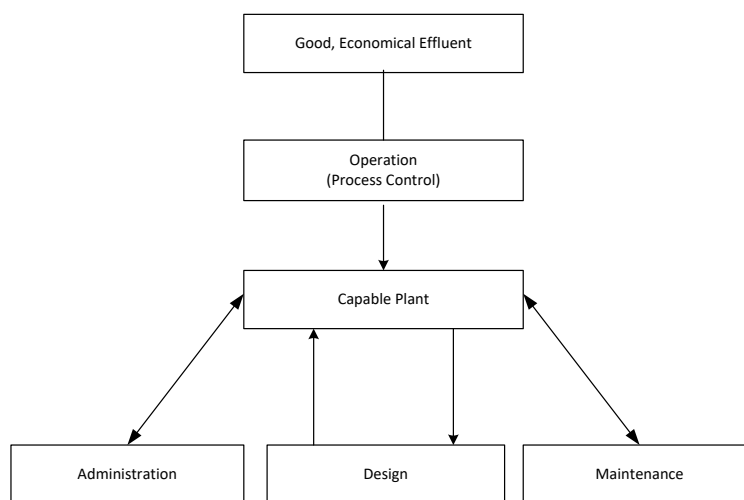 Good, Economical Effluent
Operation
(Process Control)
Capable Plant
Administration
Design
Maintenance